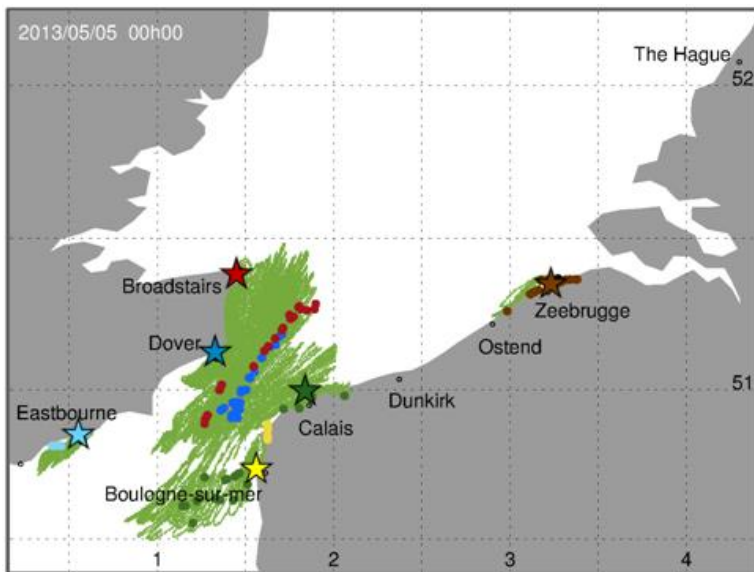 2013/05/05 00h00
The Hague
52
Broadstairs
Zeebrugge
Dover
Ostend
51
Dunkirk
Eastbourne
Calais
Boulogne-sur-mer
1 2 3 4